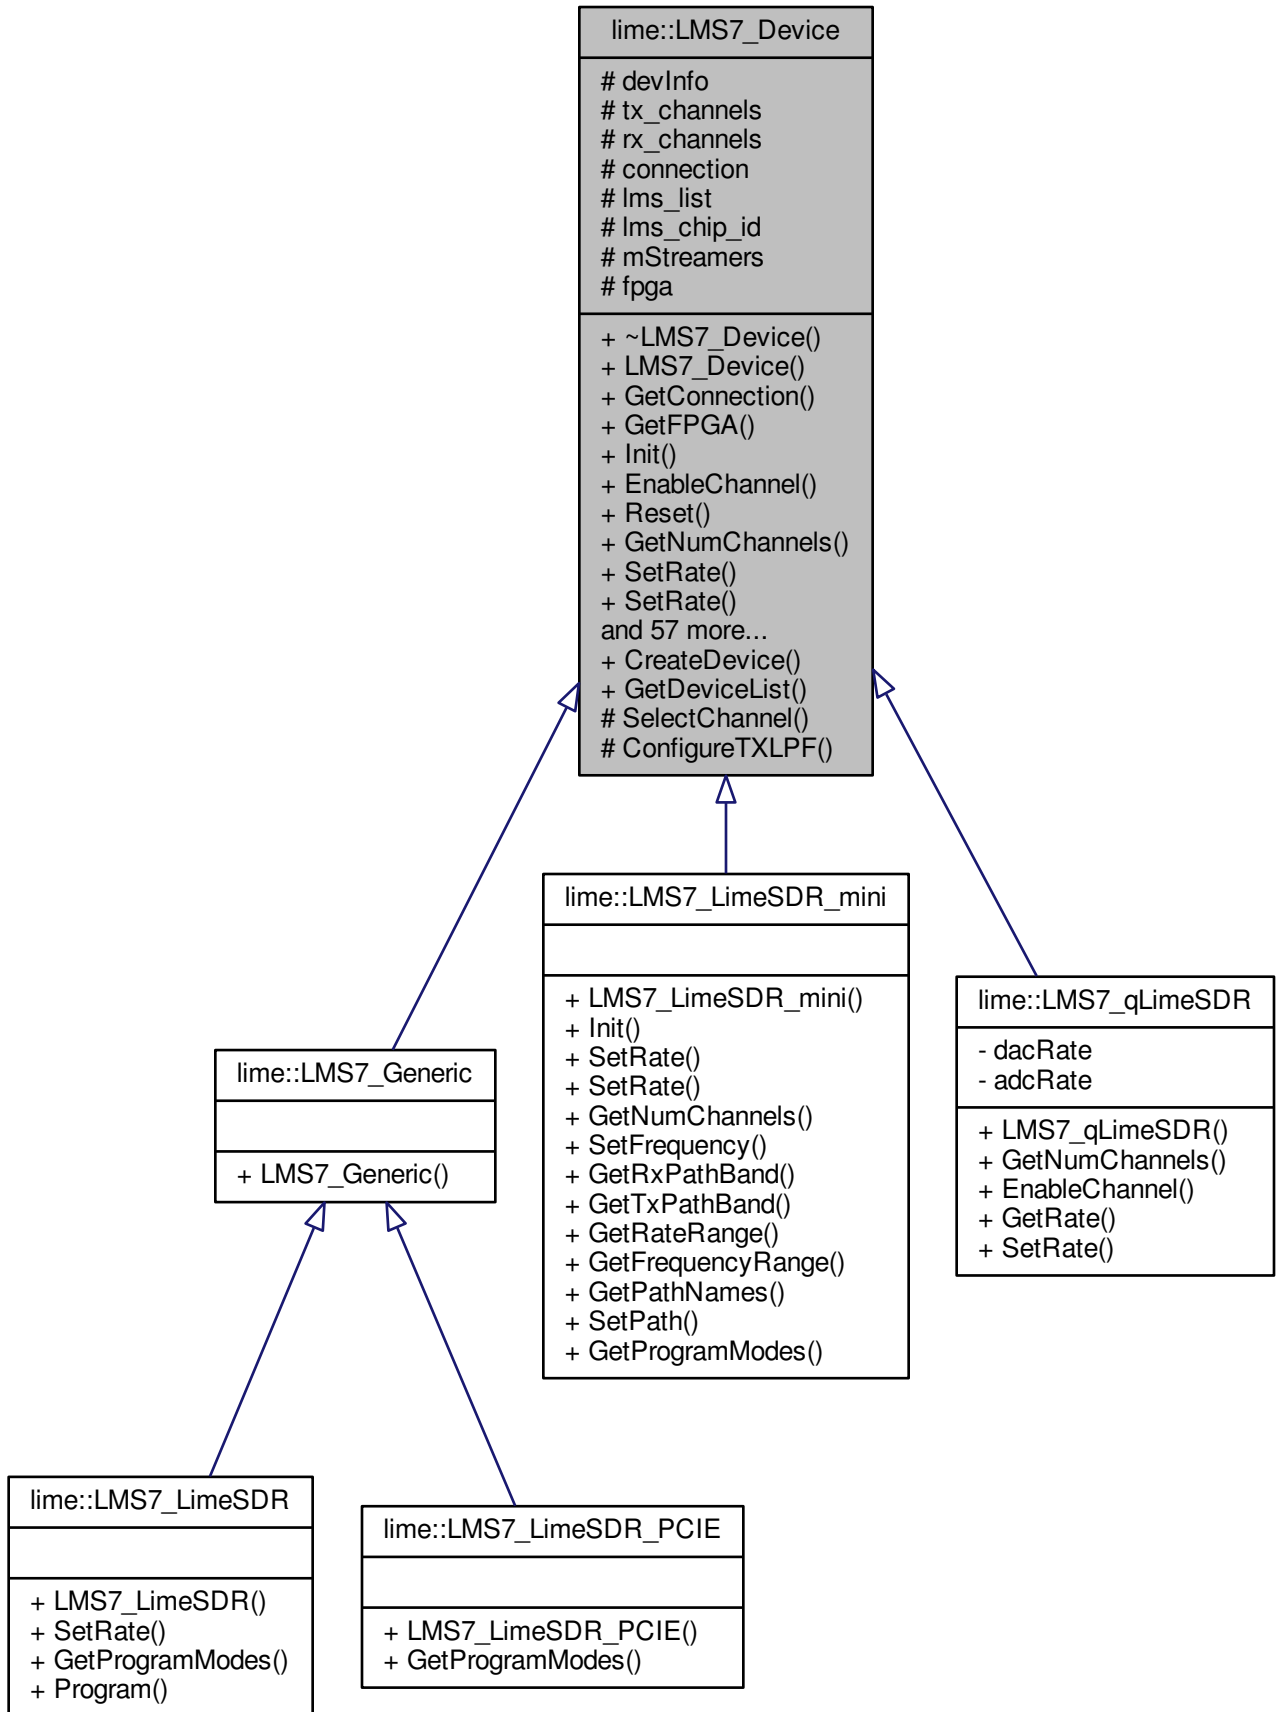 lime::LMS7_Device
# devInfo
# tx_channels
# rx_channels
# connection
# lms_list
# lms_chip_id
# mStreamers
# fpga
+ ~LMS7_Device()
+ LMS7_Device()
+ GetConnection()
+ GetFPGA()
+ Init()
+ EnableChannel()
+ Reset()
+ GetNumChannels()
+ SetRate()
+ SetRate()
and 57 more...
+ CreateDevice()
+ GetDeviceList()
# SelectChannel()
# ConfigureTXLPF()
lime::LMS7_Generic
+ LMS7_Generic()
lime::LMS7_LimeSDR_mini
+ LMS7_LimeSDR_mini()
+ Init()
+ SetRate()
+ SetRate()
+ GetNumChannels()
+ SetFrequency()
+ GetRxPathBand()
+ GetTxPathBand()
+ GetRateRange()
+ GetFrequencyRange()
+ GetPathNames()
+ SetPath()
+ GetProgramModes()
lime::LMS7_qLimeSDR
- dacRate
- adcRate
+ LMS7_qLimeSDR()
+ GetNumChannels()
+ EnableChannel()
+ GetRate()
+ SetRate()
lime::LMS7_LimeSDR
+ LMS7_LimeSDR()
+ SetRate()
+ GetProgramModes()
+ Program()
lime::LMS7_LimeSDR_PCIE
+ LMS7_LimeSDR_PCIE()
+ GetProgramModes()